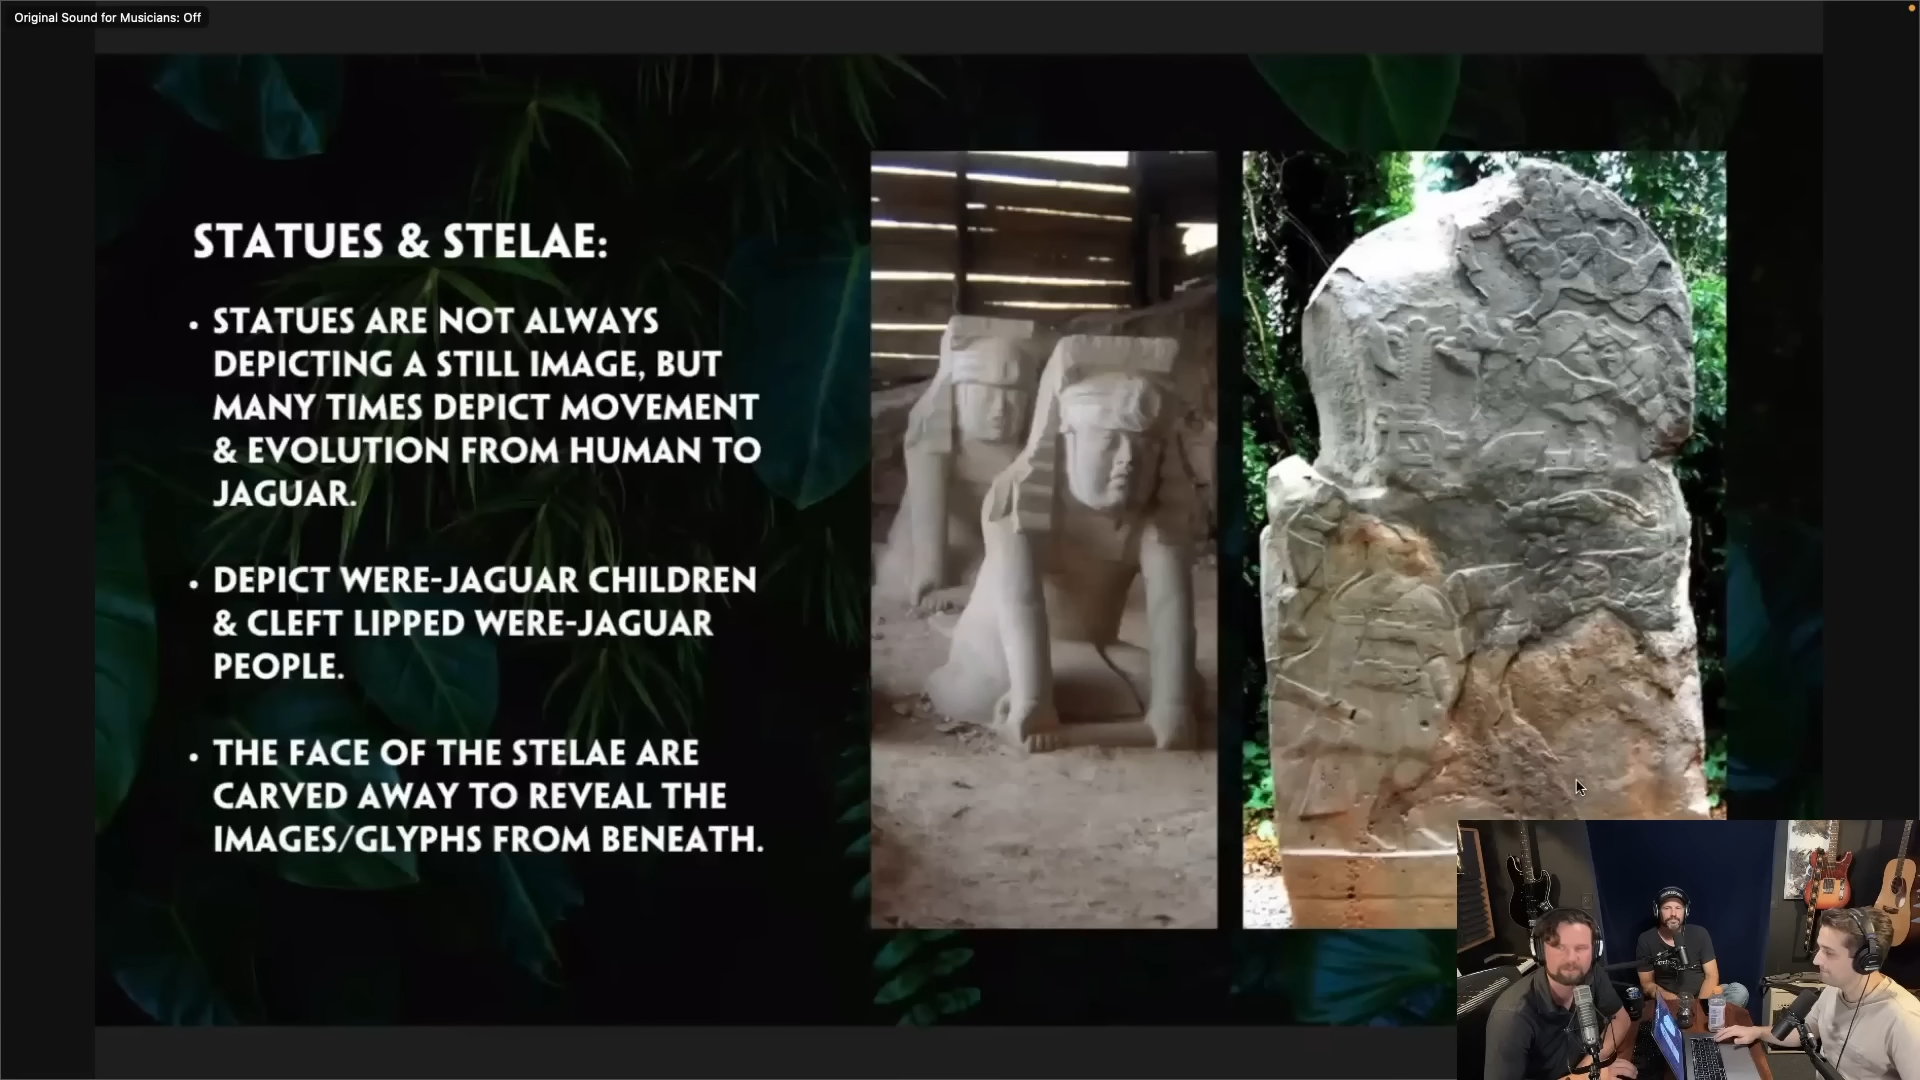 Original Sound for Musicians: Off
STATUES & STELAE:
• STATUES ARE NOT ALWAYS
DEPICTING A STILL IMAGE, BUT
MANY TIMES DEPICT MOVEMENT
& EVOLUTION FROM HUMAN TO
JAGUAR.
• DEPICT WERE-JAGUAR CHILDREN
& CLEFT LIPPED WERE-JAGUAR
PEOPLE.
• THE FACE OF THE STELAE ARE
CARVED AWAY TO REVEAL THE
IMAGES/GLYPHS FROM BENEATH.